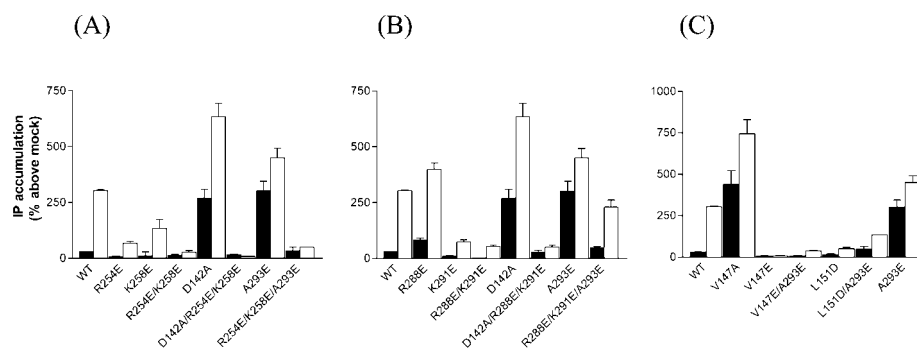 (A)
(B)
(C)
IP accumulation
(% above mock)
750
500
250
0
WT
R254E
K258E
R254E/K258E
D142A
D142A/R254E/K258E
A293E
R254E/K258E/A293E
750
500
250
0
WT
R288E
K291E
R288E/K291E
D142A
D142A/R288E/K291E
A293E
R288E/K291E/A293E
1000
750
500
250
0
WT
V147A
V147E
V147E/A293E
L151D
L151D/A293E
A293E